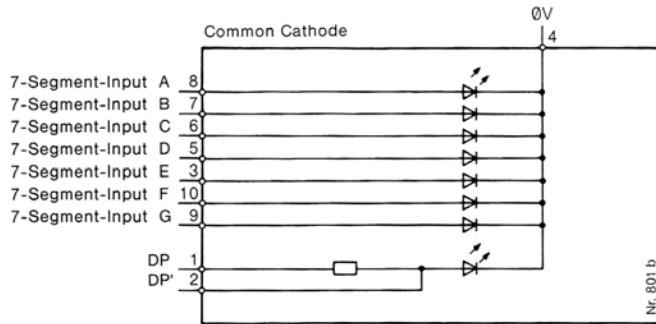 0V
4
Common Cathode
7-Segment-Input A 8
7-Segment-Input B 7
7-Segment-Input C 6
7-Segment-Input D 5
7-Segment-Input E 3
7-Segment-Input F 10
7-Segment-Input G 9
DP 1
DP' 2
Nr. 801 b